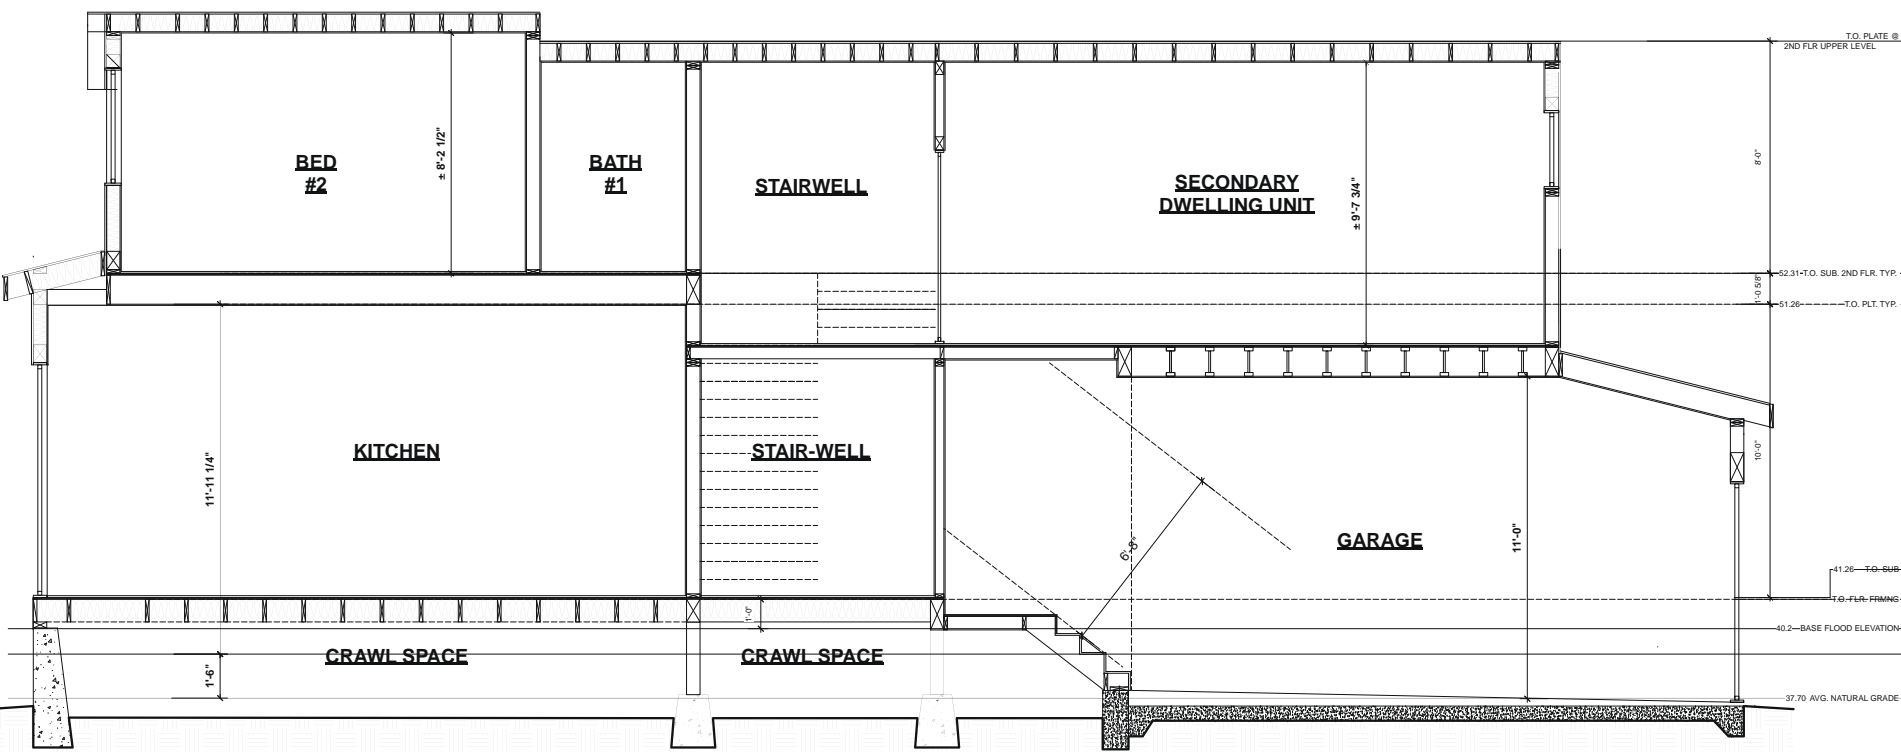 T.O. PLATE @
2ND FLR UPPER LEVEL
± 8'-2 1/2"
BED
#2
BATH
#1
STAIRWELL
SECONDARY
DWELLING UNIT
± 9'-7 3/4"
8'-0"
52.31 T.O. SUB. 2ND FLR. TYP.
1'-0 5/8"
51.26 T.O. PLT. TYP.
KITCHEN
11'-11 1/4"
STAIR-WELL
6'-8"
GARAGE
11'-0"
10'-0"
41.26 T.O. SUB
T.O. FLR. FRMNG
1'-0"
40.2 BASE FLOOD ELEVATION
CRAWL SPACE
CRAWL SPACE
1'-6"
37.70 AVG. NATURAL GRADE